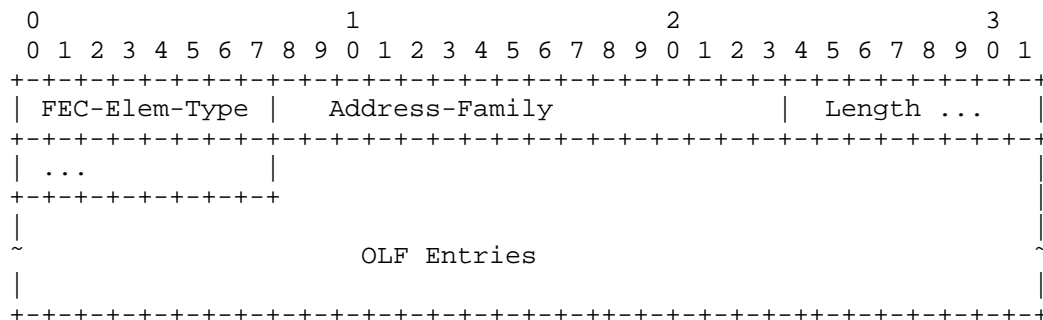 0                   1                   2                   3
 0 1 2 3 4 5 6 7 8 9 0 1 2 3 4 5 6 7 8 9 0 1 2 3 4 5 6 7 8 9 0 1
+-+-+-+-+-+-+-+-+-+-+-+-+-+-+-+-+-+-+-+-+-+-+-+-+-+-+-+-+-+-+-+-+
| FEC-Elem-Type |   Address-Family              |  Length ...   |
+-+-+-+-+-+-+-+-+-+-+-+-+-+-+-+-+-+-+-+-+-+-+-+-+-+-+-+-+-+-+-+-+
| ...           |                                               |
+-+-+-+-+-+-+-+-+                                               |
|                                                               |
~                     OLF Entries                               ~
|                                                               |
+-+-+-+-+-+-+-+-+-+-+-+-+-+-+-+-+-+-++-+-+-+-+-++-+-+-+-+-+-+-+-+